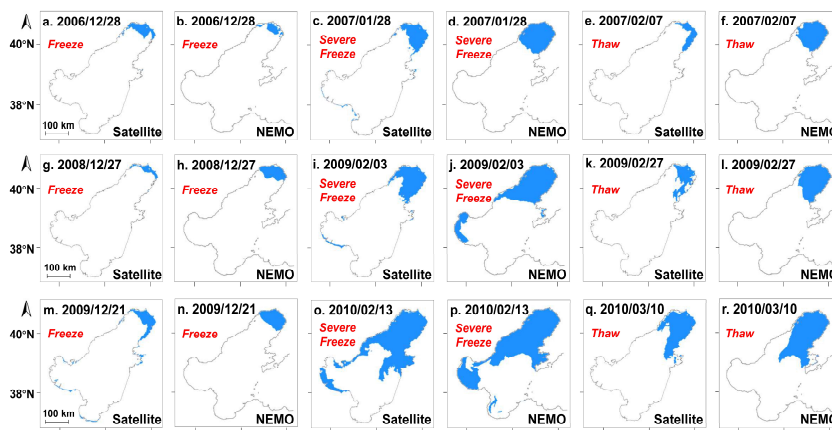 a. 2006/12/28
Freeze
40°N
38°N
100 km
Satellite
b. 2006/12/28
Freeze
NEMO
c. 2007/01/28
Severe
Freeze
Satellite
d. 2007/01/28
Severe
Freeze
NEMO
e. 2007/02/07
Thaw
Satellite
f. 2007/02/07
Thaw
NEMO
g. 2008/12/27
Freeze
40°N
38°N
100 km
Satellite
h. 2008/12/27
Freeze
NEMO
i. 2009/02/03
Severe
Freeze
Satellite
j. 2009/02/03
Severe
Freeze
NEMO
k. 2009/02/27
Thaw
Satellite
l. 2009/02/27
Thaw
NEMO
m. 2009/12/21
Freeze
40°N
38°N
100 km
Satellite
n. 2009/12/21
Freeze
NEMO
o. 2010/02/13
Severe
Freeze
Satellite
p. 2010/02/13
Severe
Freeze
NEMO
q. 2010/03/10
Thaw
Satellite
r. 2010/03/10
Thaw
NEMO